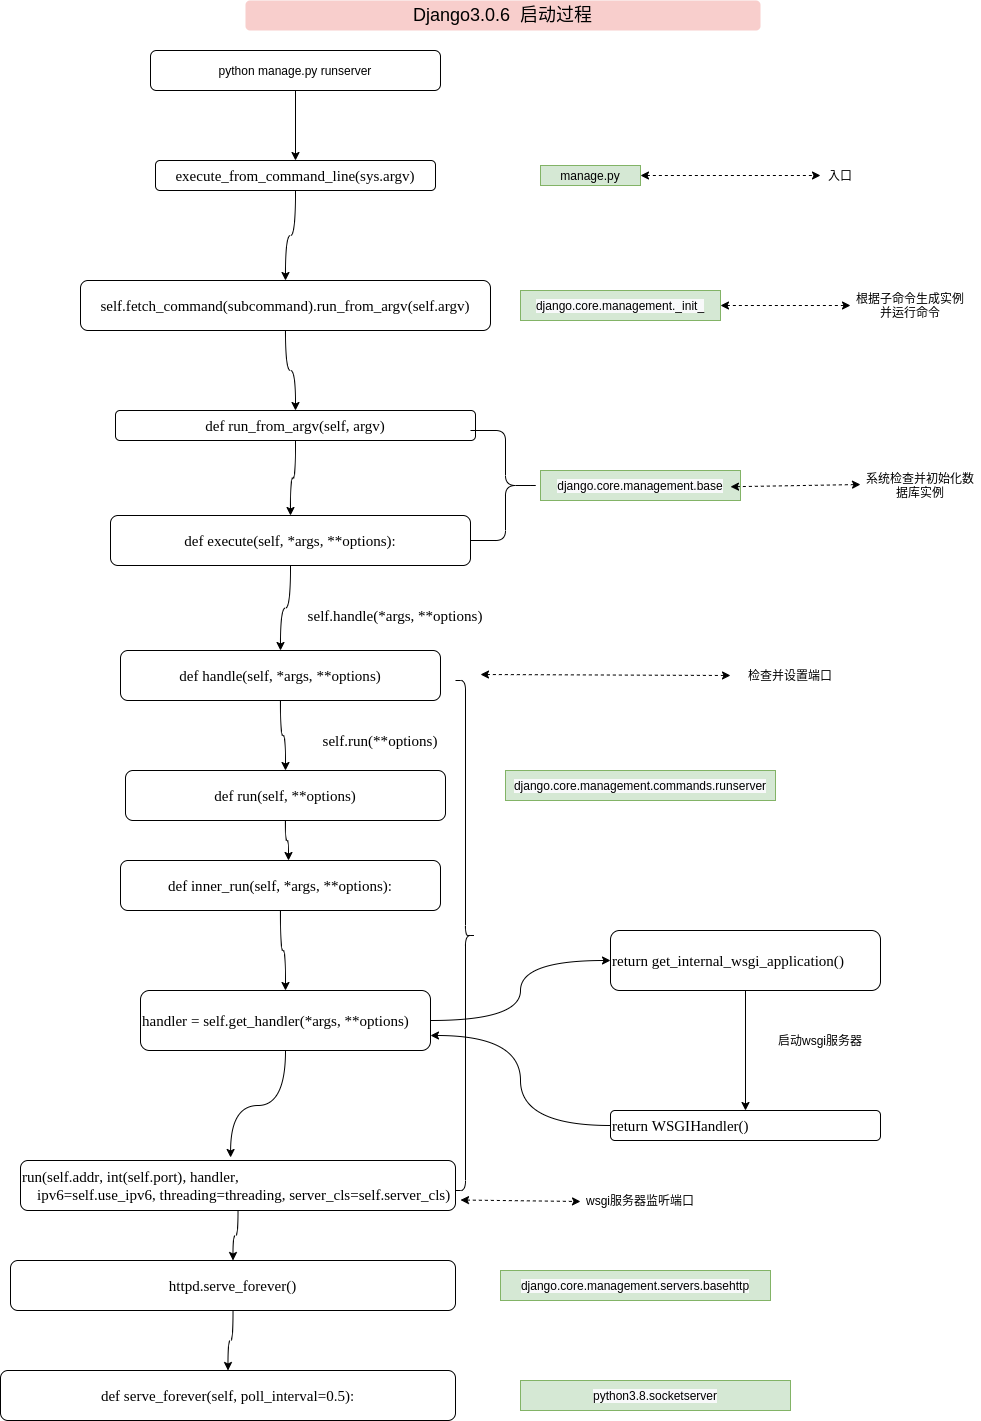 Django3.0.6 启动过程
python manage.py runserver
execute_from_command_line(sys.argv)
manage.py
入口
self.fetch_command(subcommand).run_from_argv(self.argv)
django.core.management._init_
根据子命令生成实例
并运行命令
def run_from_argv(self, argv)
django.core.management.base
系统检查并初始化数
据库实例
def execute(self, *args, **options):
self.handle(*args, **options)
def handle(self, *args, **options)
检查并设置端口
self.run(**options)
django.core.management.commands.runserver
def run(self, **options)
def inner_run(self, *args, **options):
return get_internal_wsgi_application()
handler = self.get_handler(*args, **options)
启动wsgi服务器
return WSGIHandler()
run(self.addr, int(self.port), handler,
ipv6=self.use_ipv6, threading=threading, server_cls=self.server_cls)
wsgi服务器监听端口
httpd.serve_forever()
django.core.management.servers.basehttp
def serve_forever(self, poll_interval=0.5):
python3.8.socketserver